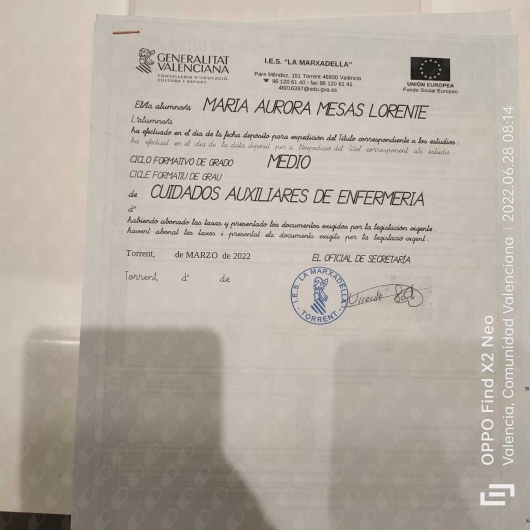 GENERALITAT
VALENCIANA
CONSELLERIA D'EDUCACIÓ,
CULTURA I ESPORT
I.E.S. "LA MARXADELLA"
Pare Méndez, 151 Torrent 46900 València
☎ 96 120 61 40 - fax 96 120 61 41
46016397@edu.gva.es
UNIÓN EUROPEA
Fondo Social Europeo
El/la alumno/a MARIA AURORA MESAS LORENTE
L'alumne/a
ha efectuado en el día de la fecha depósito para expedición del Título correspondiente a los estudios:
ha efectuat en el dia de la data depòsit per a l'expedició del Títol corresponent als estudis
CICLO FORMATIVO DE GRADO MEDIO
CICLE FORMATIU DE GRAU
de CUIDADOS AUXILIARES DE ENFERMERIA
d'
habiendo abonado las tasas y presentado los documentos exigidos por la legislación vigente.
havent abonat les taxes i presentat els documents exigits per la legislació vigent.
Torrent, de MARZO de 2022
EL OFICIAL DE SECRETARÍA
Torrent, d' de
I.E.S. LA MARXADELLA
TORRENT
OPPO Find X2 Neo
Valencia, Comunidad Valenciana | 2022.06.28 08:14